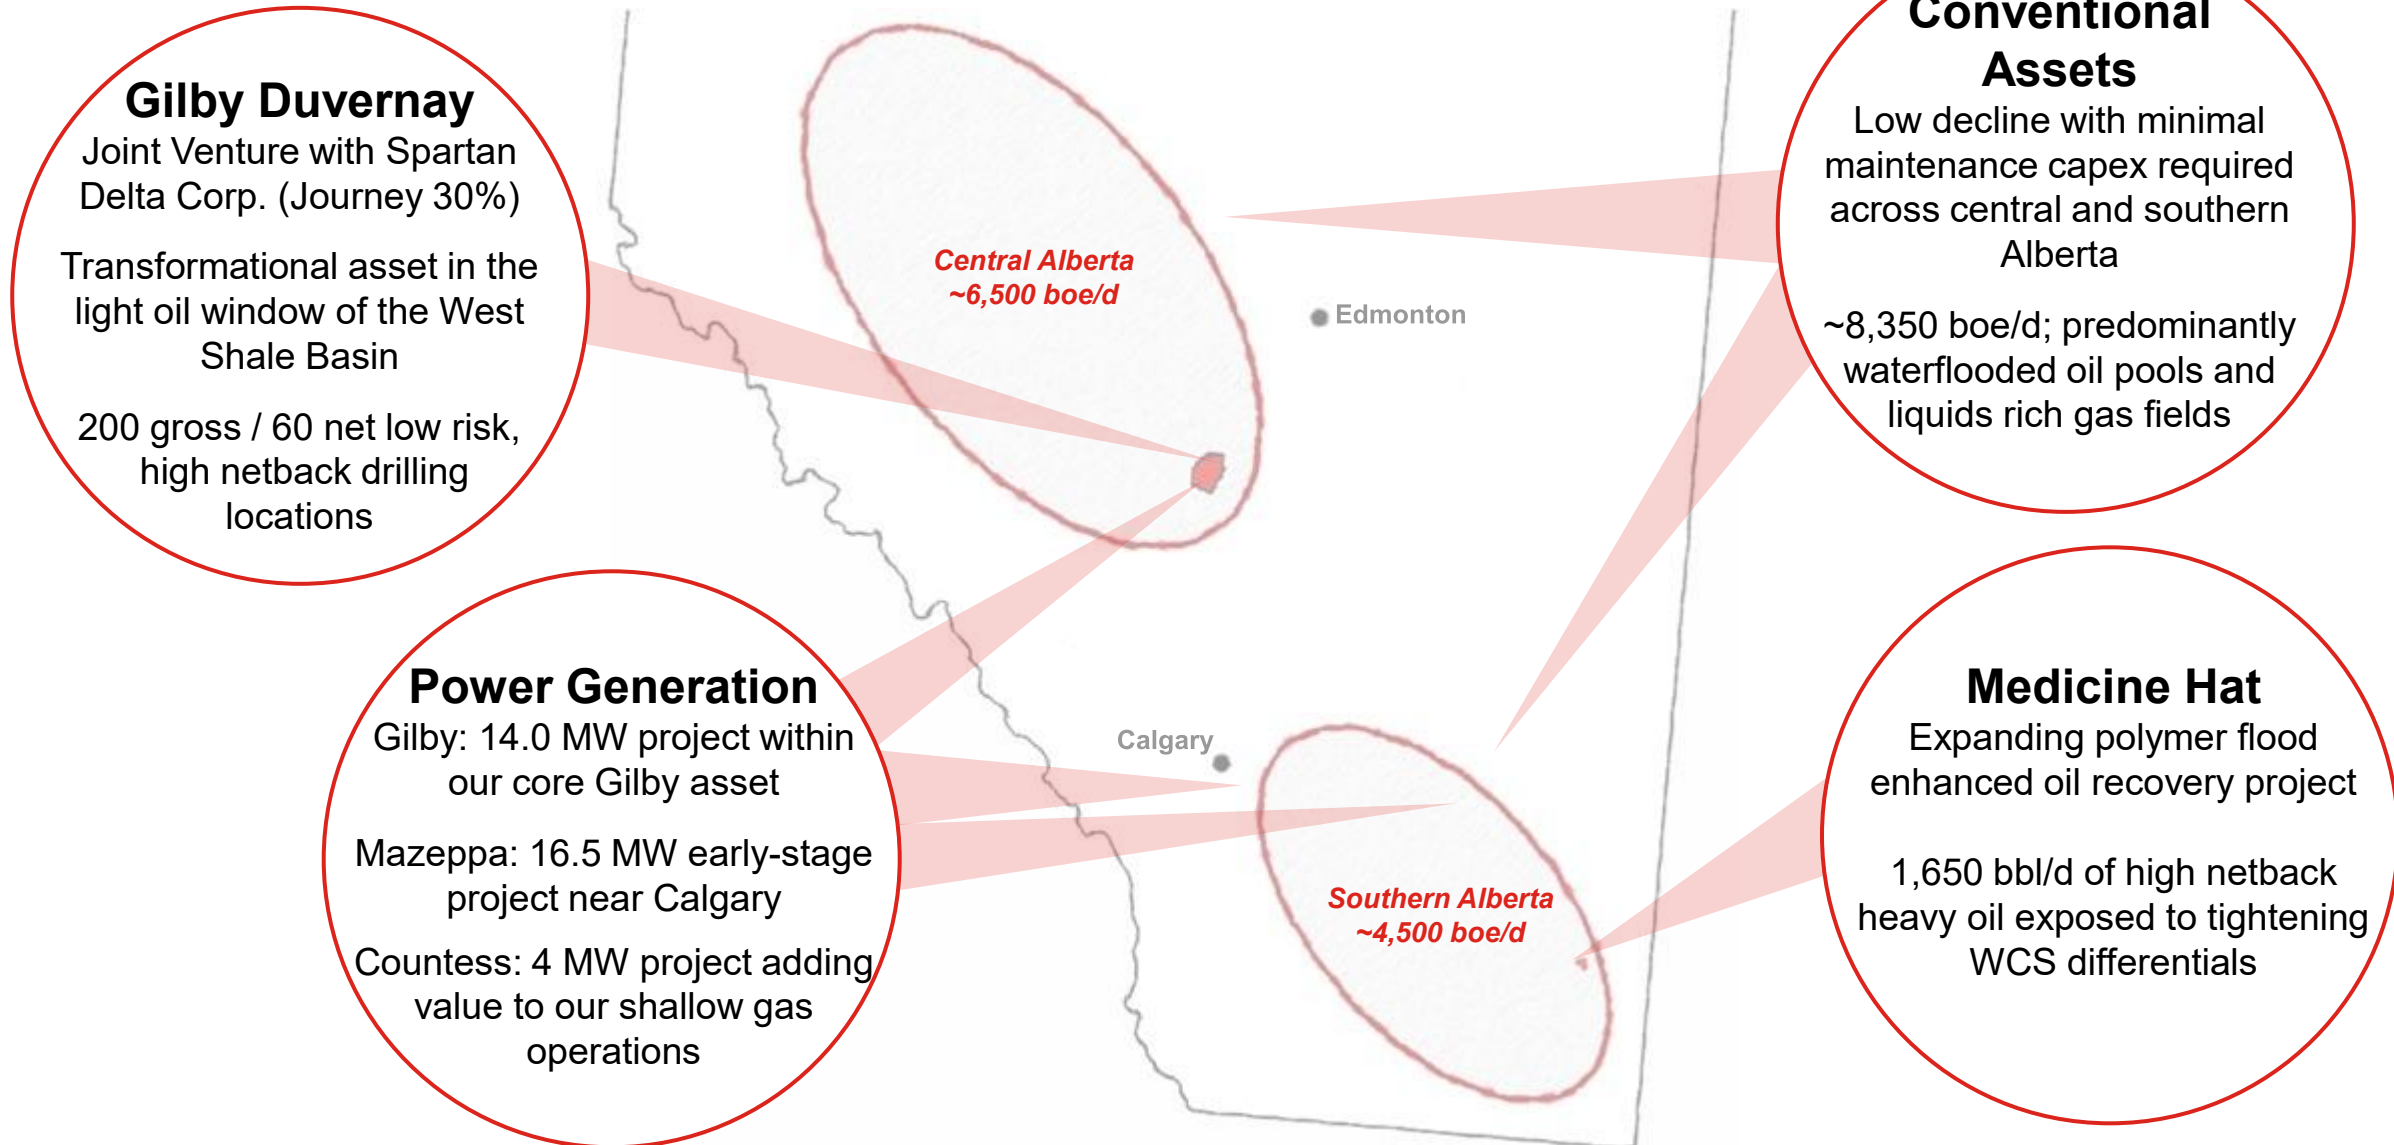 Gilby Duvernay
Joint Venture with Spartan
Delta Corp. (Journey 30%)
Transformational asset in the
light oil window of the West
Shale Basin
200 gross / 60 net low risk,
high netback drilling
locations
Central Alberta
~6,500 boe/d
Edmonton
Conventional
Assets
Low decline with minimal
maintenance capex required
across central and southern
Alberta
~8,350 boe/d; predominantly
waterflooded oil pools and
liquids rich gas fields
Power Generation
Gilby: 14.0 MW project within
our core Gilby asset
Mazeppa: 16.5 MW early-stage
project near Calgary
Countess: 4 MW project adding
value to our shallow gas
operations
Calgary
Southern Alberta
~4,500 boe/d
Medicine Hat
Expanding polymer flood
enhanced oil recovery project
1,650 bbl/d of high netback
heavy oil exposed to tightening
WCS differentials